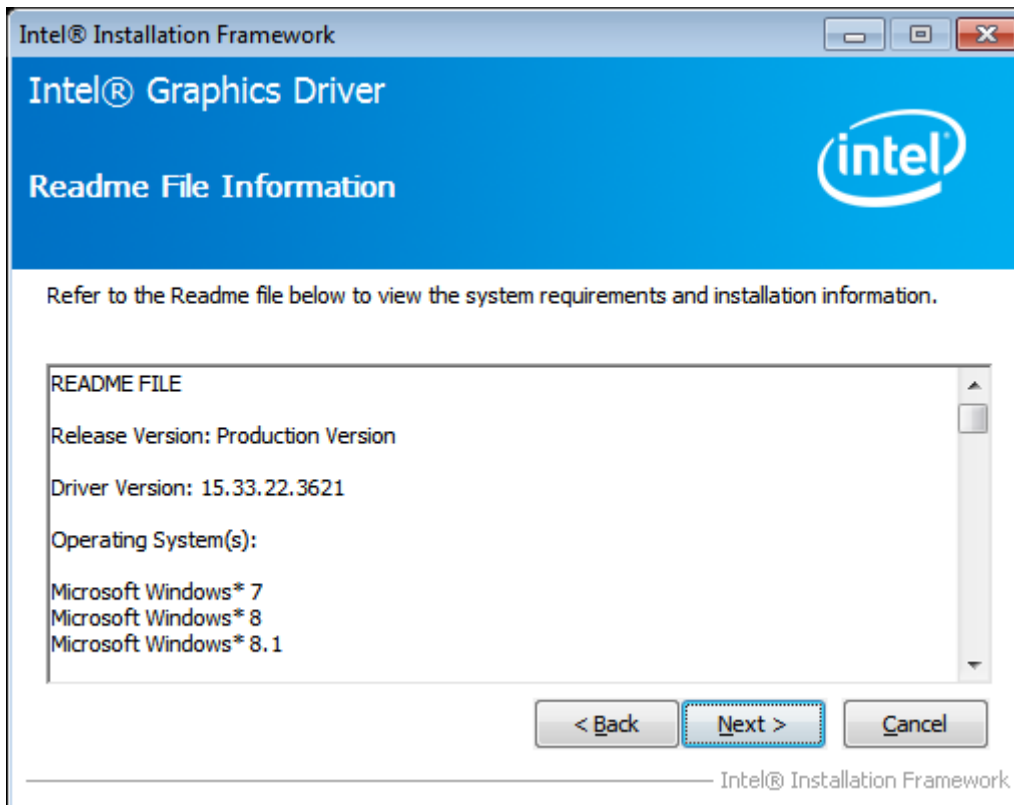 Intel® Installation Framework
Intel® Graphics Driver
intel
Readme File Information
Refer to the Readme file below to view the system requirements and installation information.
README FILE
Release Version: Production Version
Driver Version: 15.33.22.3621
Operating System(s):
Microsoft Windows* 7
Microsoft Windows* 8
Microsoft Windows* 8.1
< Back Next > Cancel
Intel® Installation Framework